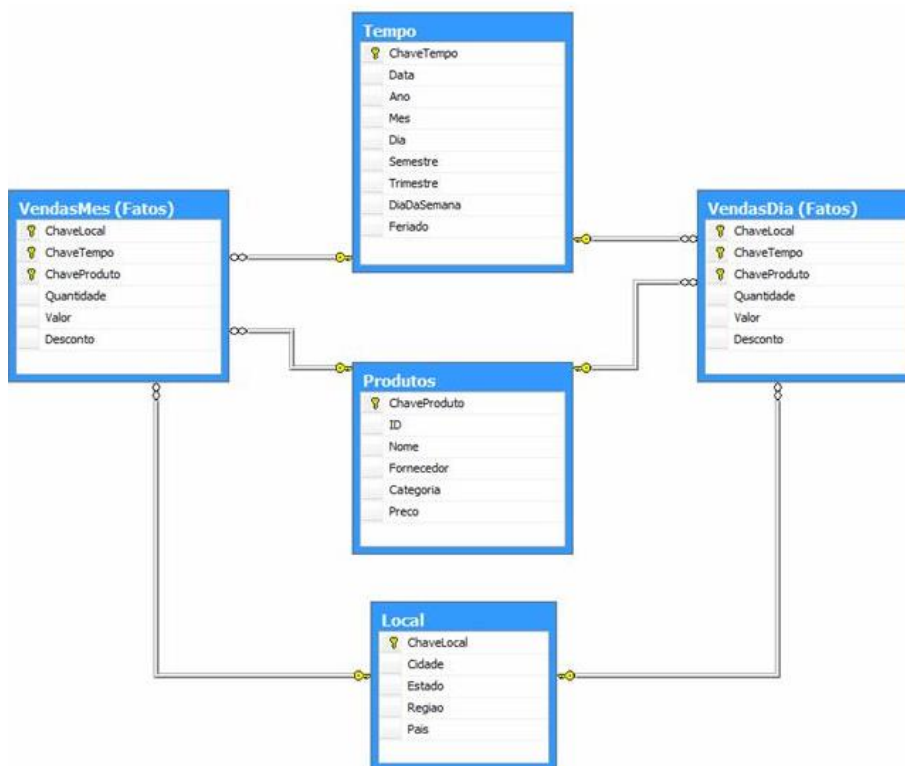 Tempo
ChaveTempo
Data
Ano
Mes
Dia
Semestre
Trimestre
DiaDaSemana
Feriado
VendasMes (Fatos)
ChaveLocal
ChaveTempo
ChaveProduto
Quantidade
Valor
Desconto
VendasDia (Fatos)
ChaveLocal
ChaveTempo
ChaveProduto
Quantidade
Valor
Desconto
Produtos
ChaveProduto
ID
Nome
Fornecedor
Categoria
Preco
Local
ChaveLocal
Cidade
Estado
Regiao
Pais